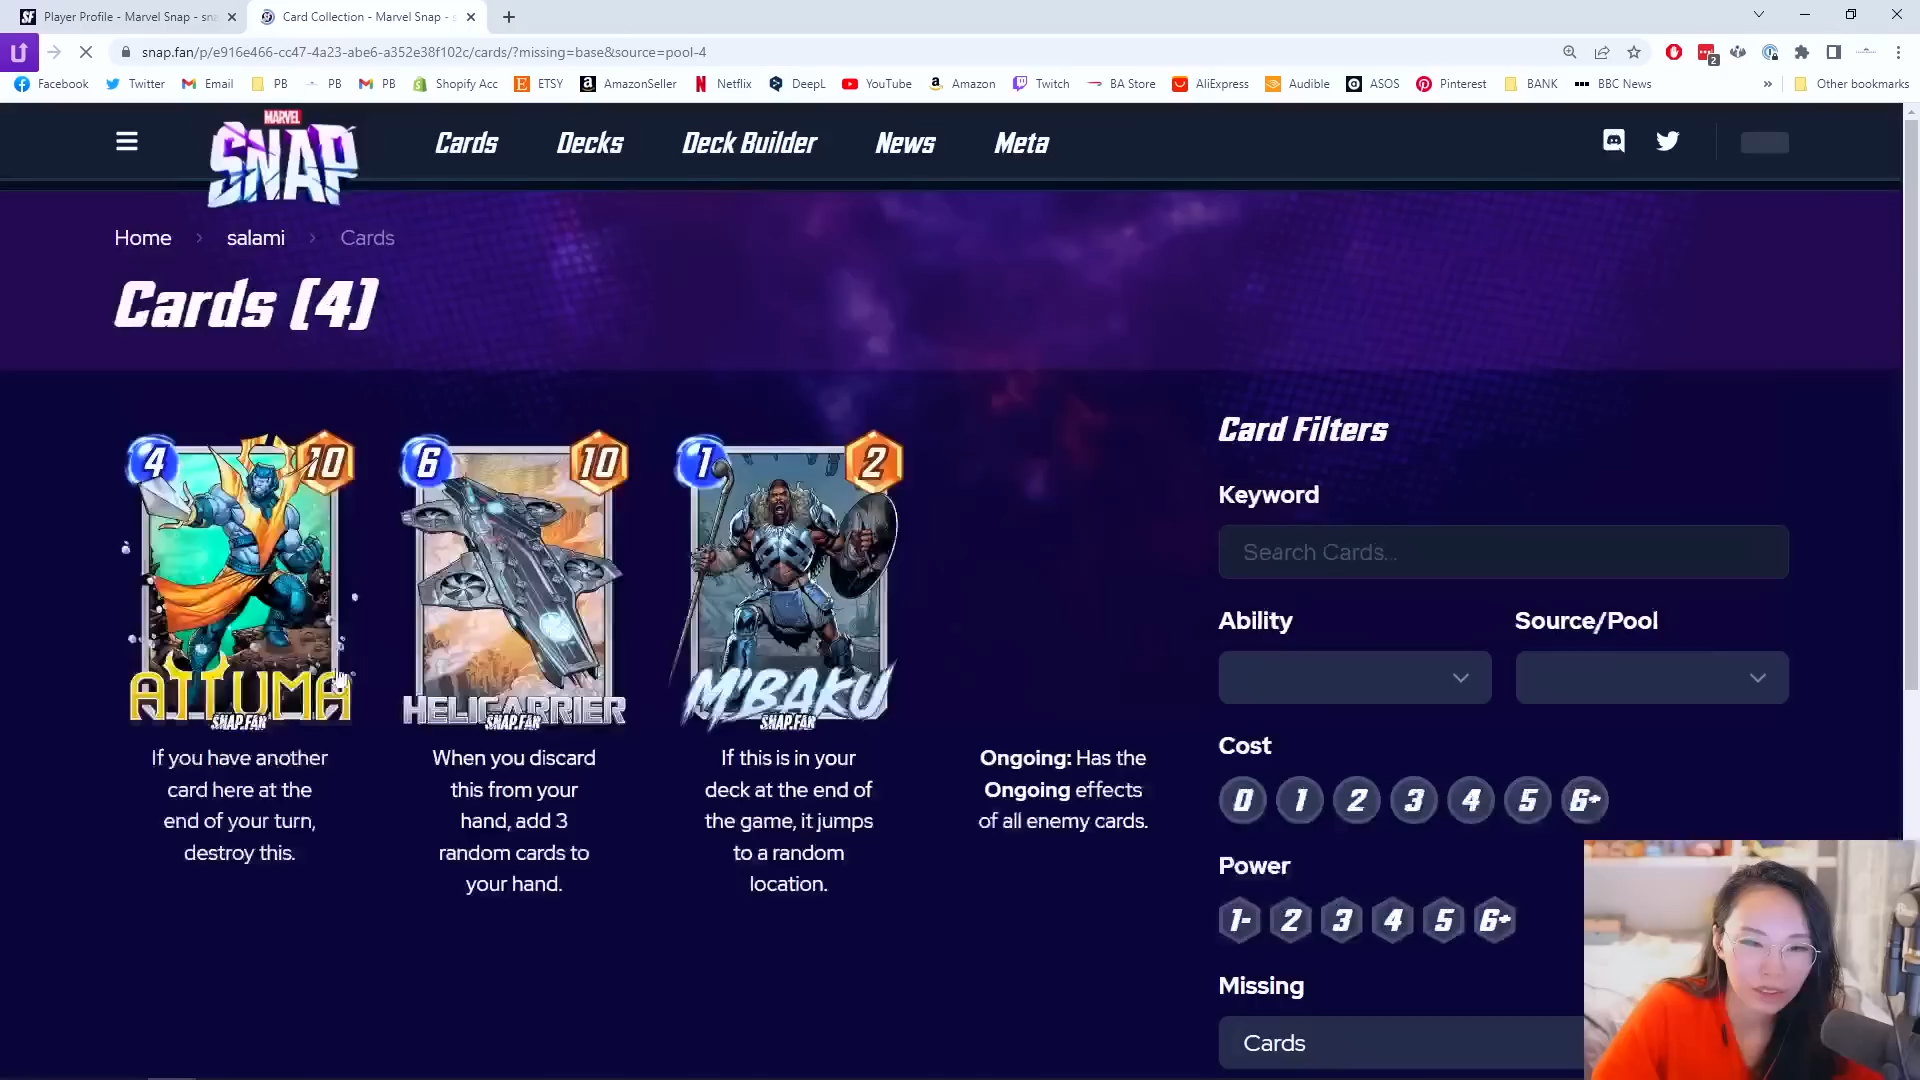 Player Profile - Marvel Snap - sna
Card Collection - Marvel Snap - s
snap.fan/p/e916e466-cc47-4a23-abe6-a352e38f102c/cards/?missing=base&source=pool-4
2
Facebook
Twitter
Email
PB
PB
PB
Shopify Acc
ETSY
AmazonSeller
Netflix
DeepL
YouTube
Amazon
Twitch
BA Store
AliExpress
Audible
ASOS
Pinterest
BANK
BBC News
»
Other bookmarks
MARVEL
SNAP
Cards
Decks
Deck Builder
News
Meta
Home > salami > Cards
Cards (4)
4
10
ATTUMA
SNAP.FAN
If you have another
card here at the
end of your turn,
destroy this.
6
10
HELICARRIER
SNAP.FAN
When you discard
this from your
hand, add 3
random cards to
your hand.
1
2
M'BAKU
SNAP.FAN
If this is in your
deck at the end of
the game, it jumps
to a random
location.
Ongoing: Has the
Ongoing effects
of all enemy cards.
Card Filters
Keyword
Search Cards...
Ability
Source/Pool
Cost
0 1 2 3 4 5 6+
Power
1- 2 3 4 5 6+
Missing
Cards